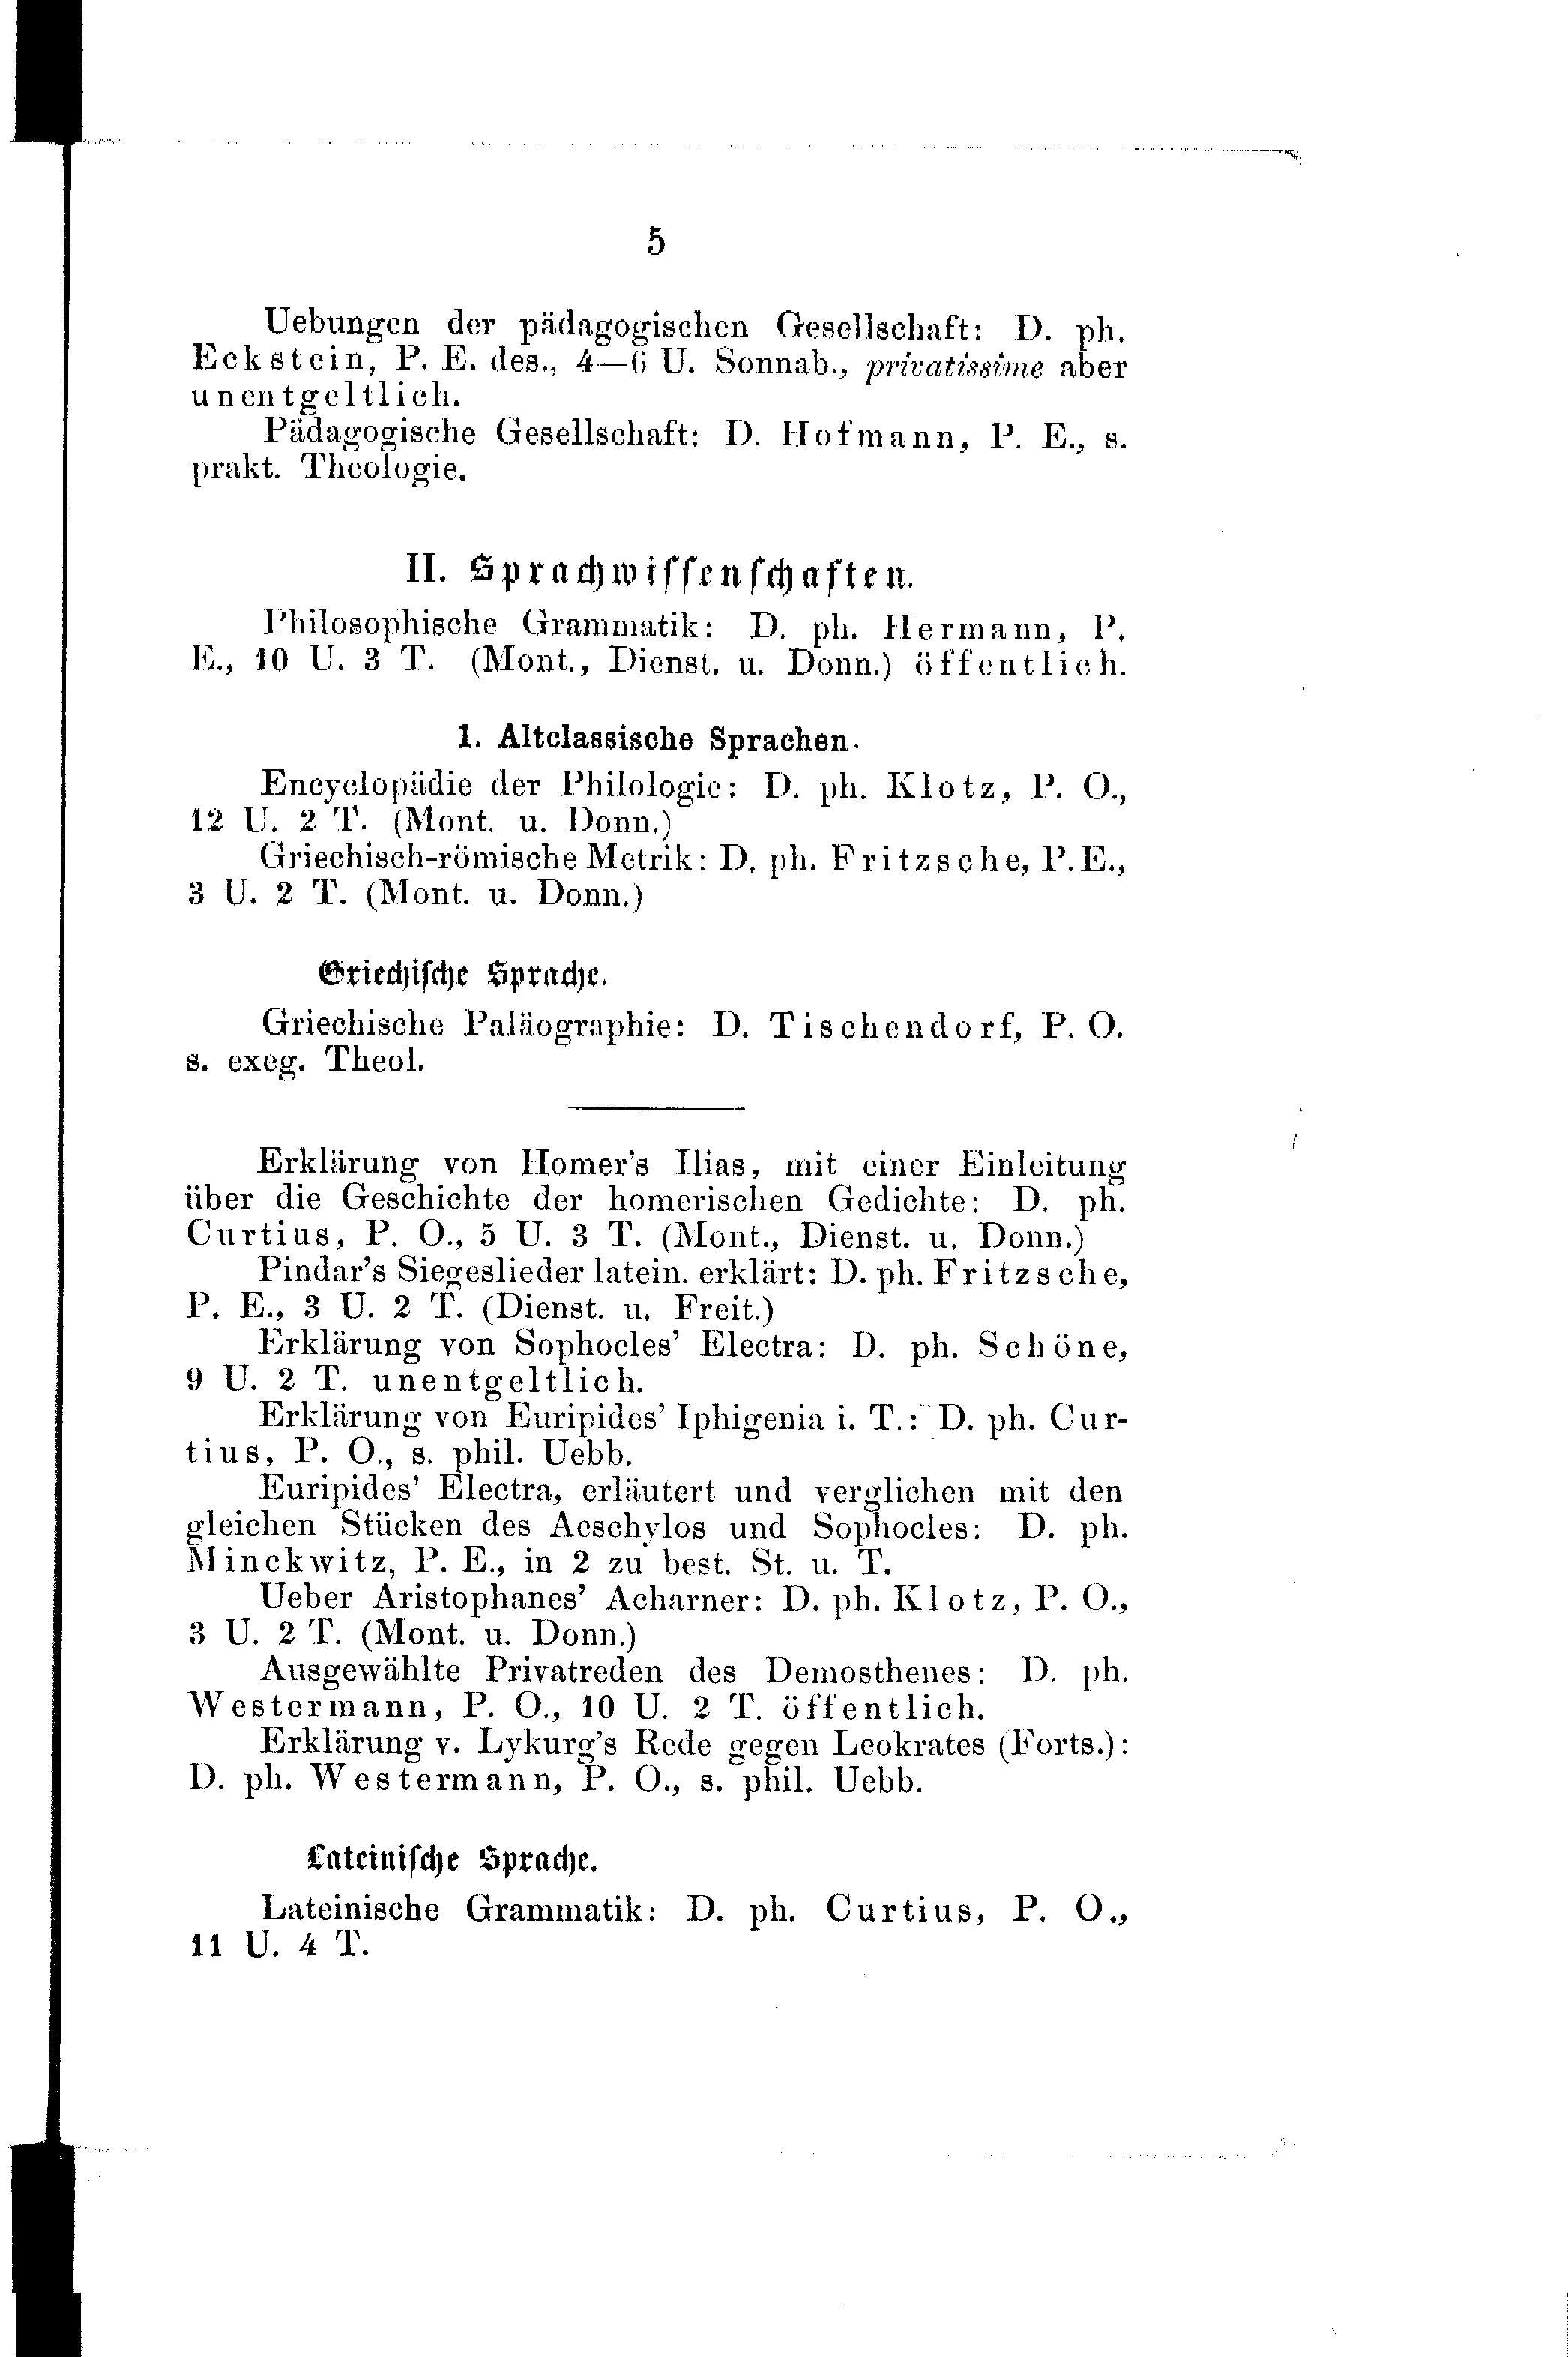 5
Uebungen der pädagogischen Gesellschaft: D. ph.
Eckstein, P. E. des., 4—6 U. Sonnab., privatissime aber
unentgeltlich.
Pädagogische Gesellschaft: D. Hofmann, P. E., s.
prakt. Theologie.
II. Sprachwissenschaften.
Philosophische Grammatik: D. ph. Hermann, P.
E., 10 U. 3 T. (Mont., Dienst. u. Donn.) öffentlich.
1. Altclassische Sprachen.
Encyclopädie der Philologie: D. ph. Klotz, P. O.,
12 U. 2 T. (Mont. u. Donn.)
Griechisch-römische Metrik: D. ph. Fritzsche, P. E.,
3 U. 2 T. (Mont. u. Donn.)
Griechische Sprache.
Griechische Paläographie: D. Tischendorf, P. O.
s. exeg. Theol.
Erklärung von Homer's Ilias, mit einer Einleitung
über die Geschichte der homerischen Gedichte: D. ph.
Curtius, P. O., 5 U. 3 T. (Mont., Dienst. u. Donn.)
Pindar's Siegeslieder latein. erklärt: D. ph. Fritzsche,
P. E., 3 U. 2 T. (Dienst. u. Freit.)
Erklärung von Sophocles' Electra: D. ph. Schöne,
9 U. 2 T. unentgeltlich.
Erklärung von Euripides' Iphigenia i. T.: D. ph. Cur-
tius, P. O., s. phil. Uebb.
Euripides' Electra, erläutert und verglichen mit den
gleichen Stücken des Aeschylos und Sophocles: D. ph.
Minckwitz, P. E., in 2 zu best. St. u. T.
Ueber Aristophanes' Acharner: D. ph. Klotz, P. O.,
3 U. 2 T. (Mont. u. Donn.)
Ausgewählte Privatreden des Demosthenes: D. ph.
Westermann, P. O., 10 U. 2 T. öffentlich.
Erklärung v. Lykurg's Rede gegen Leokrates (Forts.):
D. ph. Westermann, P. O., s. phil. Uebb.
Lateinische Sprache.
Lateinische Grammatik: D. ph. Curtius, P. O.,
11 U. 4 T.